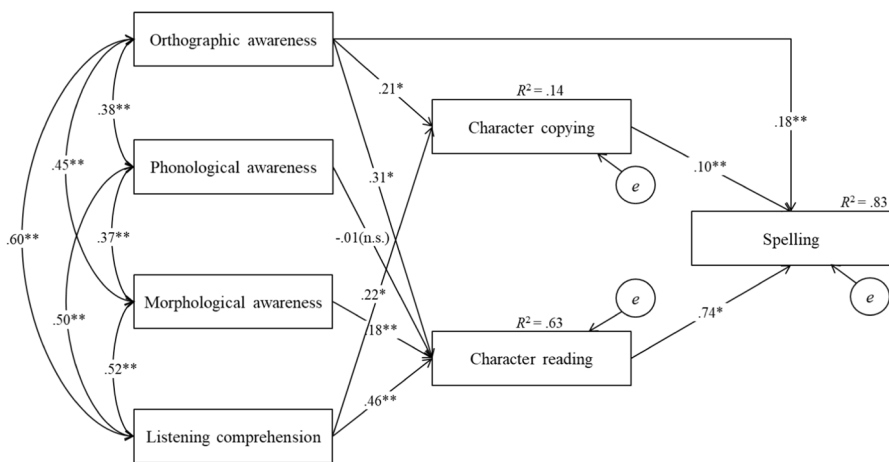 Orthographic awareness
.21*
R² = .14
Character copying
.18**
.38**
.45**
Phonological awareness
.31*
e
.10**
R² = .83
Spelling
.60**
.37**
-.01(n.s.)
Morphological awareness
.22*
.18**
e
e
.50**
R² = .63
Character reading
.74*
.52**
.46**
Listening comprehension